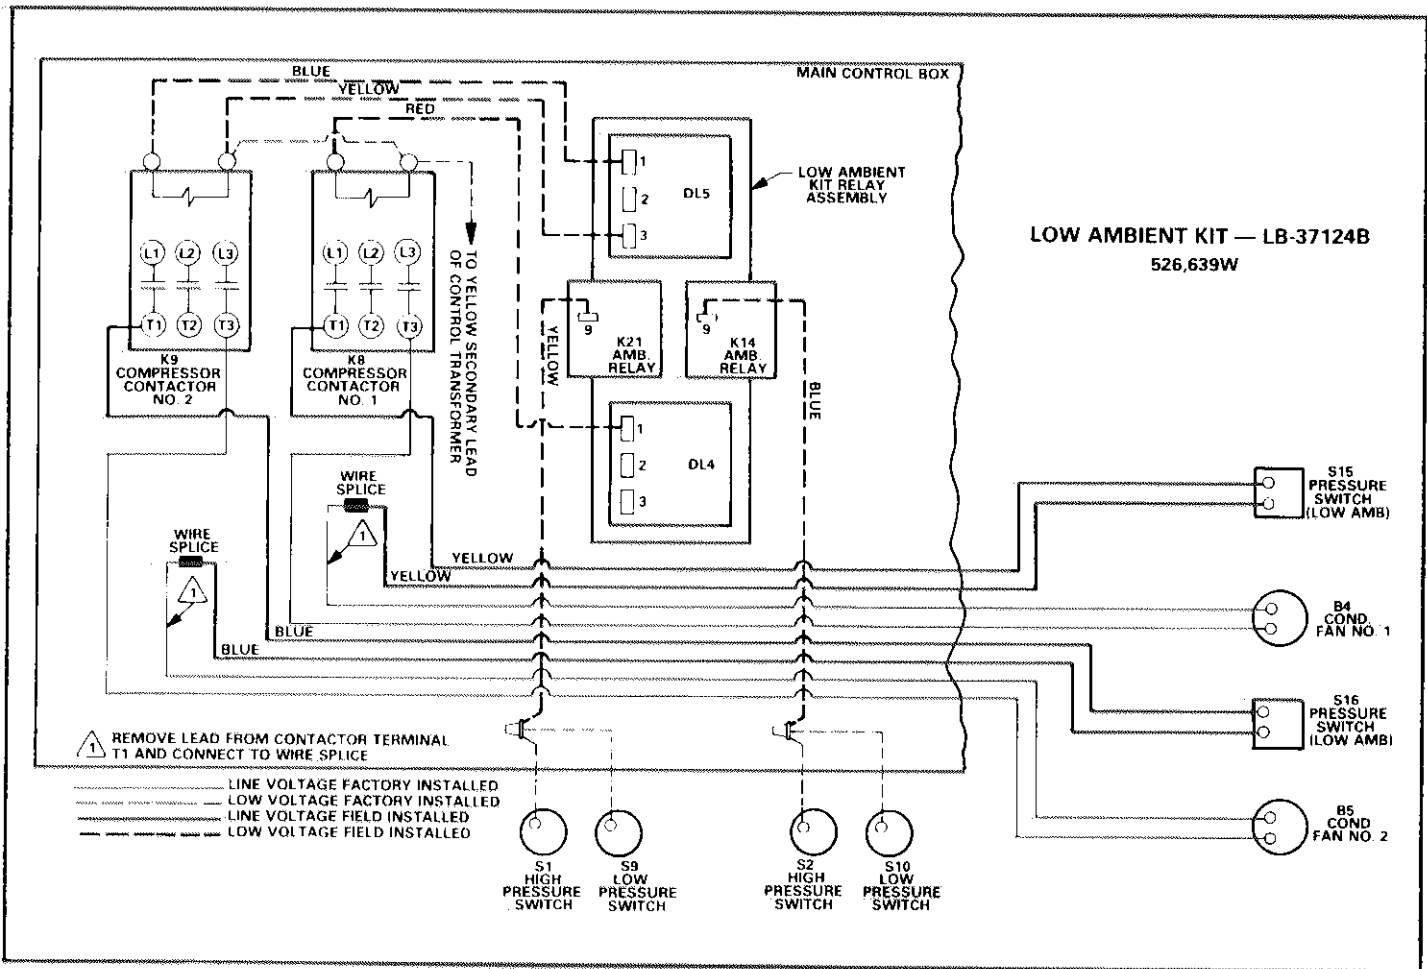 BLUE
YELLOW
RED
MAIN CONTROL BOX
1
2
3
DL5
LOW AMBIENT
KIT RELAY
ASSEMBLY
LOW AMBIENT KIT — LB-37124B
526,639W
L1 L2 L3
T1 T2 T3
K9
COMPRESSOR
CONTACTOR
NO. 2
L1 L2 L3
T1 T2 T3
K8
COMPRESSOR
CONTACTOR
NO. 1
TO YELLOW SECONDARY LEAD
OF CONTROL TRANSFORMER
9
K21
AMB.
RELAY
9
K14
AMB.
RELAY
YELLOW
BLUE
1
2
3
DL4
WIRE
SPLICE
1
WIRE
SPLICE
1
YELLOW
YELLOW
BLUE
BLUE
S15
PRESSURE
SWITCH
(LOW AMB)
B4
COND
FAN NO. 1
S16
PRESSURE
SWITCH
(LOW AMB)
B5
COND
FAN NO. 2
1 REMOVE LEAD FROM CONTACTOR TERMINAL
T1 AND CONNECT TO WIRE SPLICE
LINE VOLTAGE FACTORY INSTALLED
LOW VOLTAGE FACTORY INSTALLED
LINE VOLTAGE FIELD INSTALLED
LOW VOLTAGE FIELD INSTALLED
S1
HIGH
PRESSURE
SWITCH
S9
LOW
PRESSURE
SWITCH
S2
HIGH
PRESSURE
SWITCH
S10
LOW
PRESSURE
SWITCH